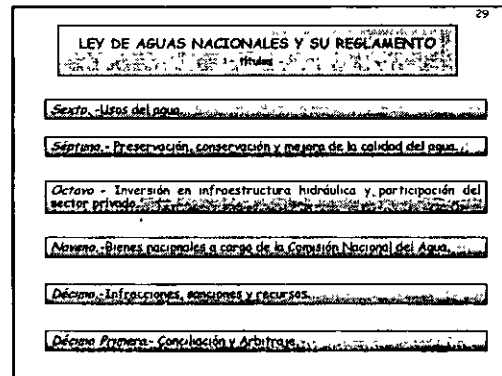 29
LEY DE AGUAS NACIONALES Y SU REGLAMENTO
- títulos -
Sexto.-Usos del agua.
Séptimo.- Preservación, conservación y mejora de la calidad del agua.
Octavo - Inversión en infraestructura hidráulica y participación del
sector privado.
Noveno.-Bienes nacionales a cargo de la Comisión Nacional del Agua.
Décimo.-Infracciones, sanciones y recursos.
Décimo Primero.- Conciliación y Arbitraje.